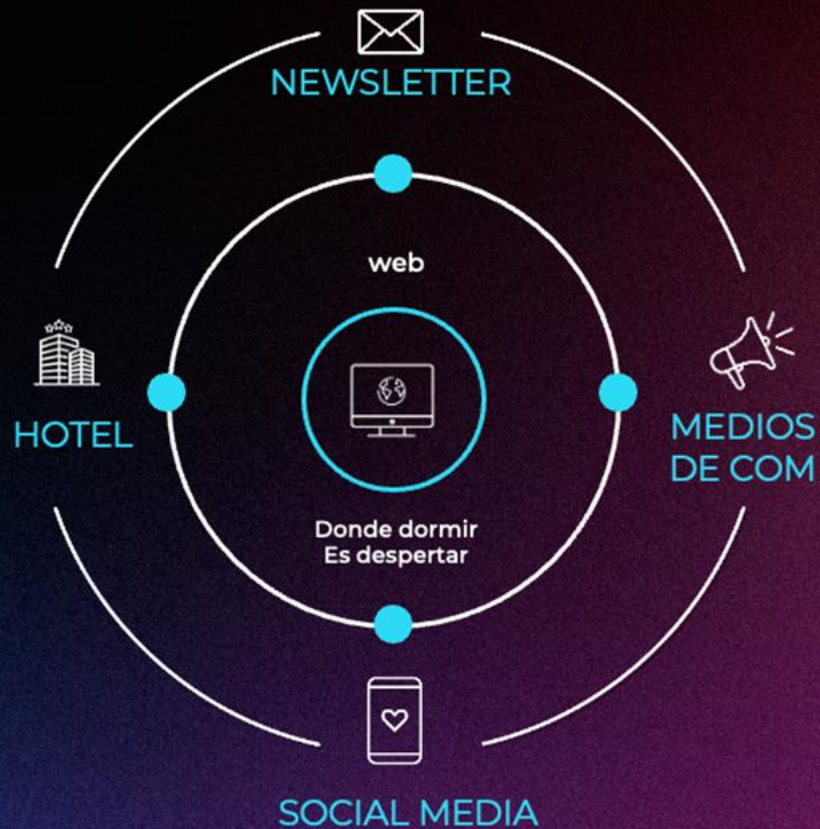 NEWSLETTER
web
HOTEL
MEDIOS
DE COM
Donde dormir
Es despertar
SOCIAL MEDIA